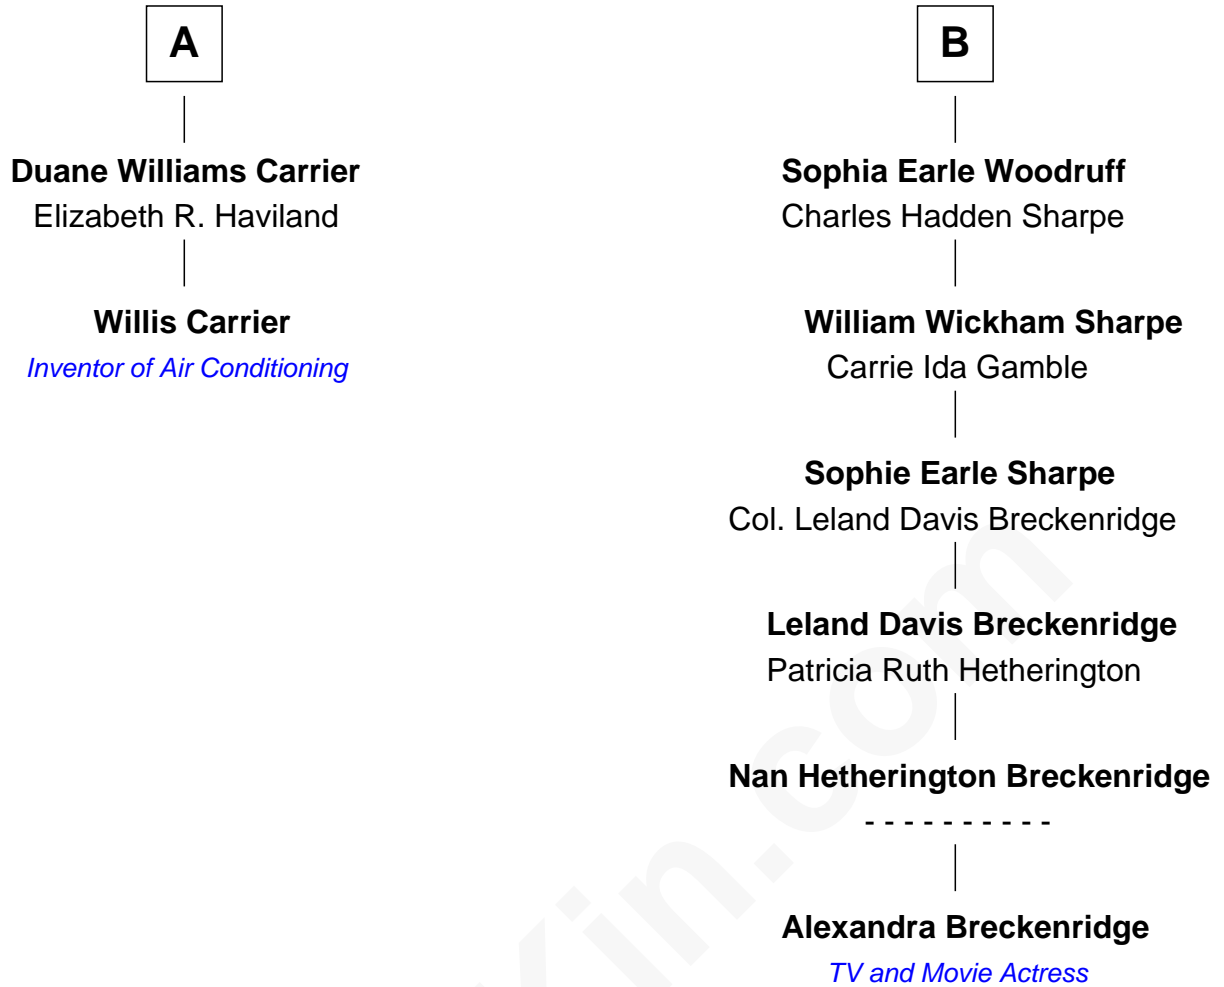 A
Duane Williams Carrier
Elizabeth R. Haviland
Willis Carrier
Inventor of Air Conditioning
B
Sophia Earle Woodruff
Charles Hadden Sharpe
William Wickham Sharpe
Carrie Ida Gamble
Sophie Earle Sharpe
Col. Leland Davis Breckenridge
Leland Davis Breckenridge
Patricia Ruth Hetherington
Nan Hetherington Breckenridge
- - - - - - - - - -
Alexandra Breckenridge
TV and Movie Actress
Kin.com